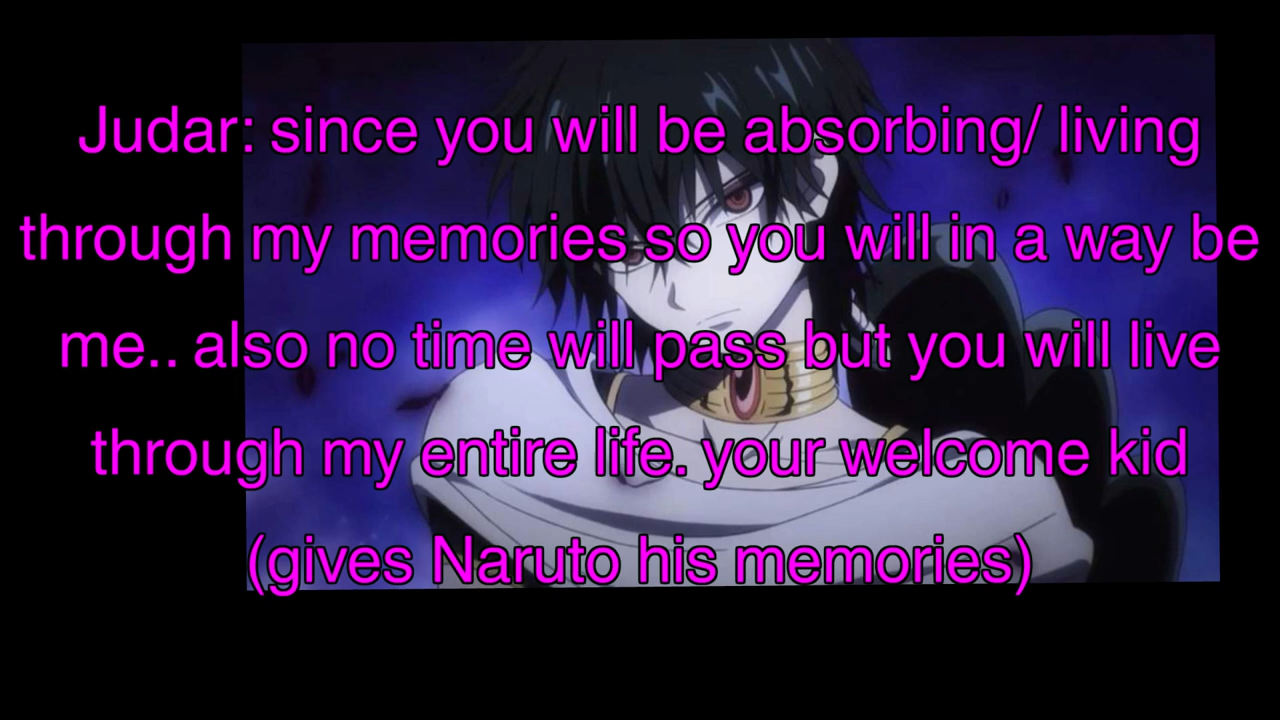 Judar: since you will be absorbing/ living
through my memories so you will in a way be
me.. also no time will pass but you will live
through my entire life. your welcome kid
(gives Naruto his memories)